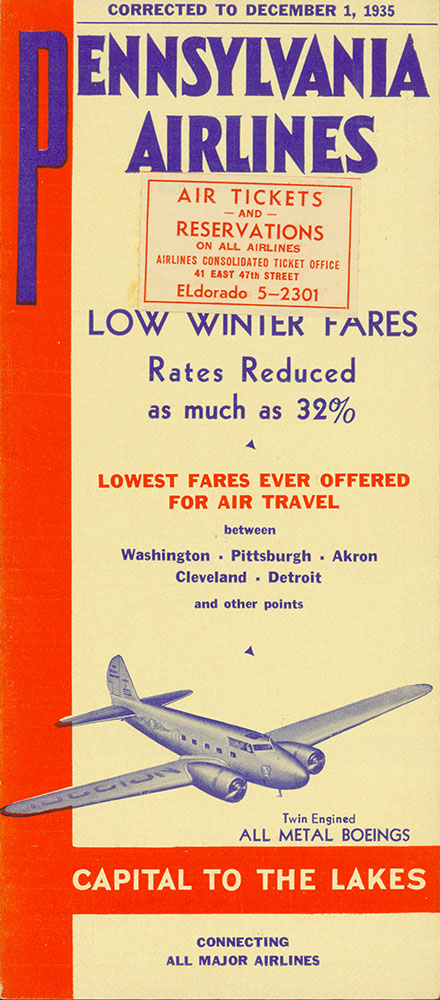 CORRECTED TO DECEMBER 1, 1935
PENNSYLVANIA
AIRLINES
AIR TICKETS
— AND —
RESERVATIONS
ON ALL AIRLINES
AIRLINES CONSOLIDATED TICKET OFFICE
41 EAST 47th STREET
ELdorado 5—2301
LOW WINTER FARES
Rates Reduced
as much as 32%
LOWEST FARES EVER OFFERED
FOR AIR TRAVEL
between
Washington · Pittsburgh · Akron
Cleveland · Detroit
and other points
Twin Engined
ALL METAL BOEINGS
CAPITAL TO THE LAKES
CONNECTING
ALL MAJOR AIRLINES